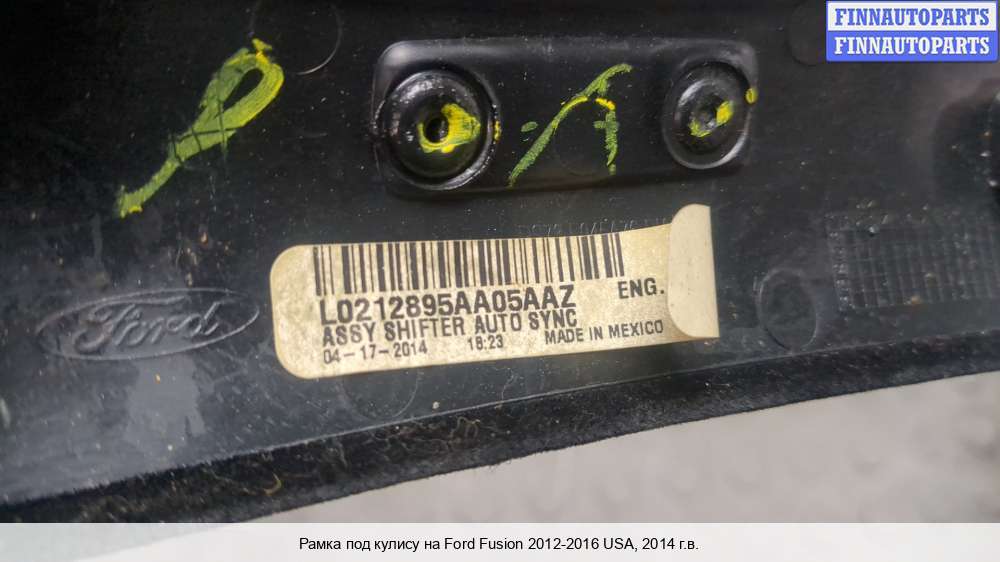 FINNAUTOPARTS
FINNAUTOPARTS
Ford
L0212895AA05AAZ ENG.
ASSY SHIFTER AUTO SYNC
04-17-2014 16:23 MADE IN MEXICO
Рамка под кулису на Ford Fusion 2012-2016 USA, 2014 г.в.